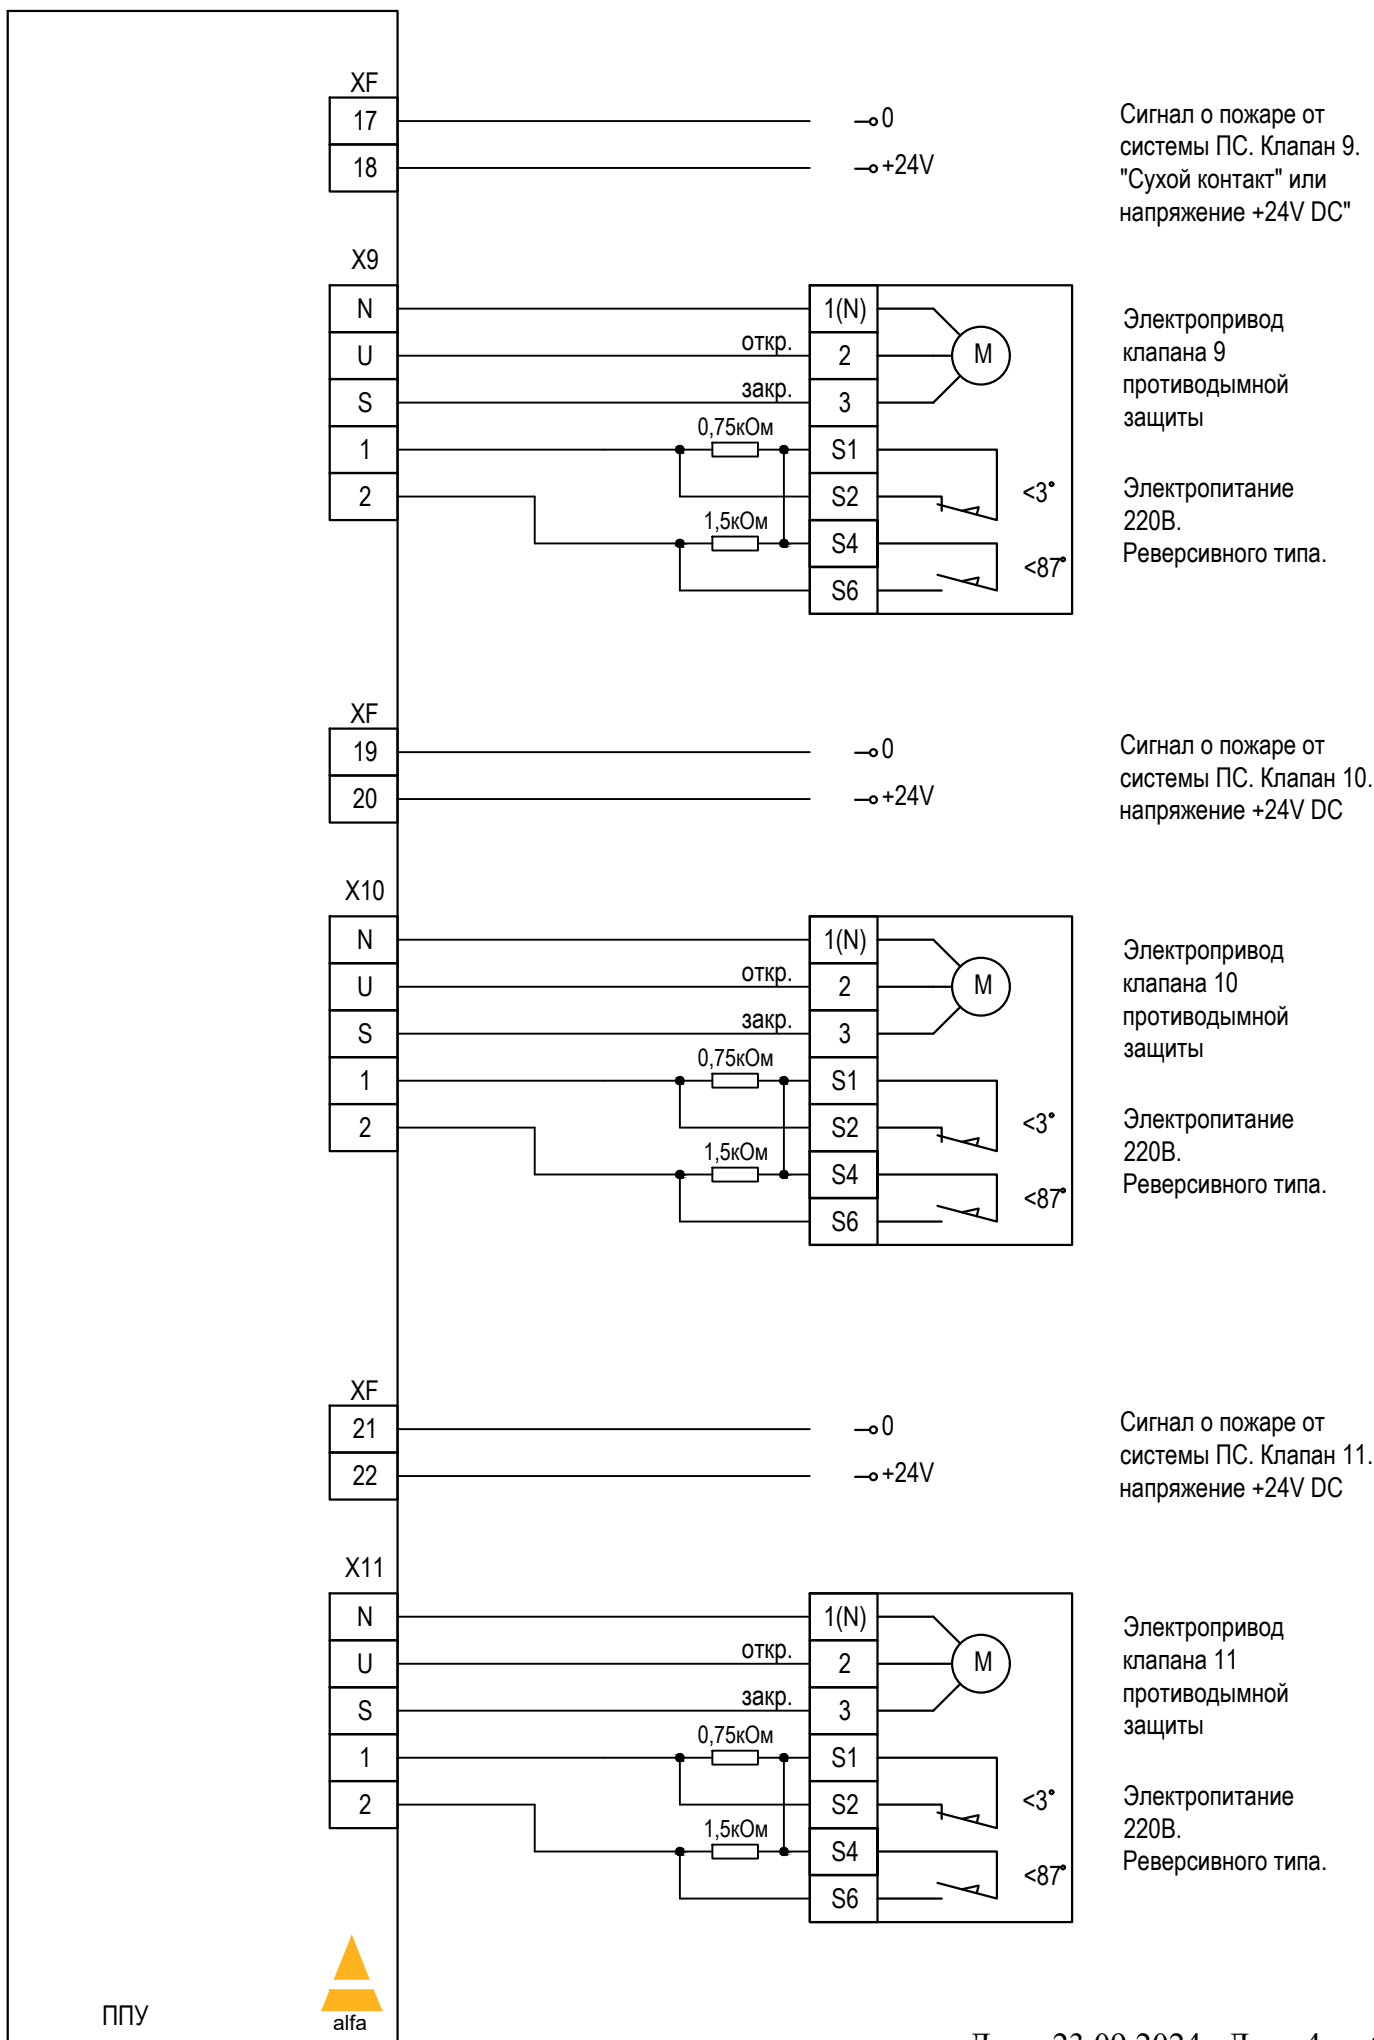 XF
17
0
18
+24V
Сигнал о пожаре от
системы ПС. Клапан 9.
"Сухой контакт" или
напряжение +24V DC"
X9
N
1(N)
U
откр.
2
M
S
закр.
3
0,75кОм
1
S1
2
S2
<3°
1,5кОм
S4
<87°
S6
Электропривод
клапана 9
противодымной
защиты
Электропитание
220В.
Реверсивного типа.
XF
19
0
20
+24V
Сигнал о пожаре от
системы ПС. Клапан 10.
напряжение +24V DC
X10
N
1(N)
U
откр.
2
M
S
закр.
3
0,75кОм
1
S1
2
S2
<3°
1,5кОм
S4
<87°
S6
Электропривод
клапана 10
противодымной
защиты
Электропитание
220В.
Реверсивного типа.
XF
21
0
22
+24V
Сигнал о пожаре от
системы ПС. Клапан 11.
напряжение +24V DC
X11
N
1(N)
U
откр.
2
M
S
закр.
3
0,75кОм
1
S1
2
S2
<3°
1,5кОм
S4
<87°
S6
Электропривод
клапана 11
противодымной
защиты
Электропитание
220В.
Реверсивного типа.
ППУ
alfa
23.09.2024